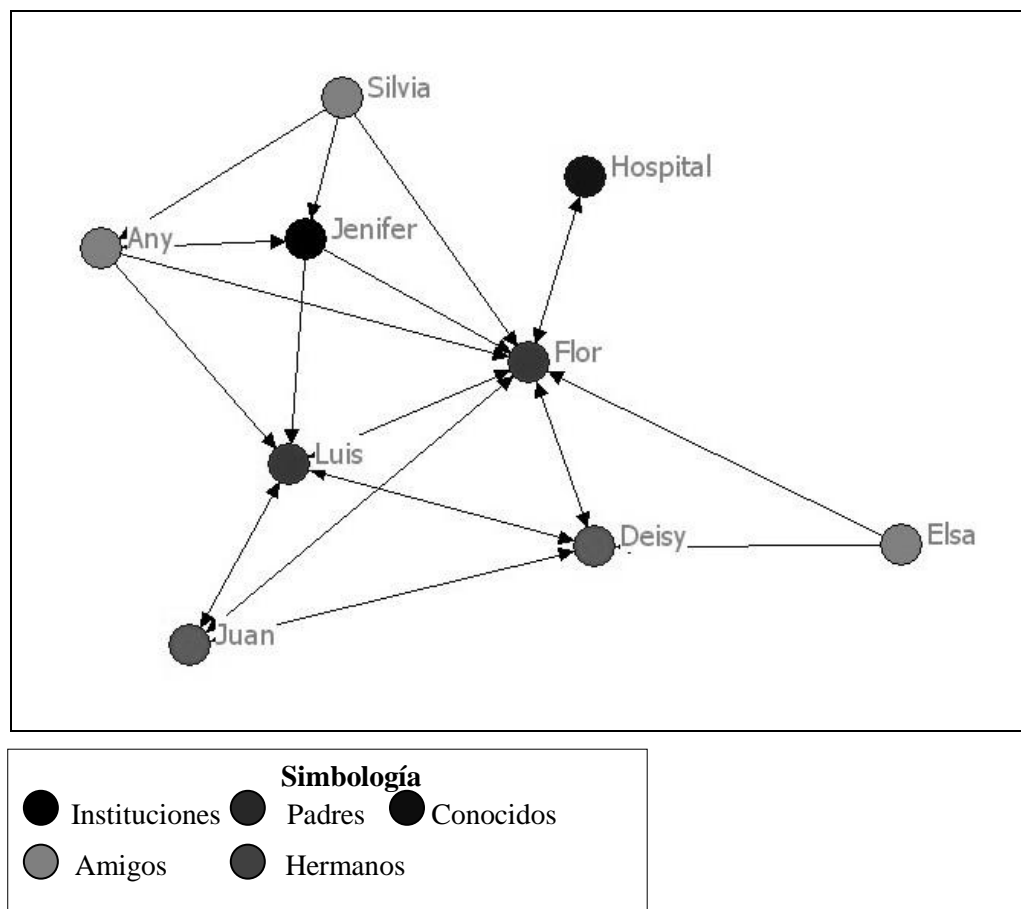 Silvia
Hospital
Any
Jenifer
Flor
Luis
Deisy
Elsa
Juan
Simbología
Instituciones Padres Conocidos
Amigos Hermanos